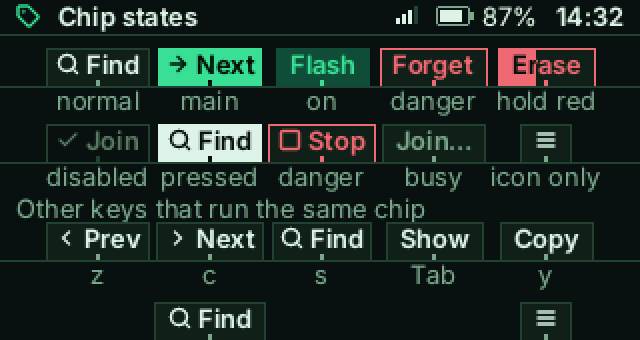 Chip states 87% 14:32
Find Next Flash Forget Erase
normal main on danger hold red
Join Find Stop Join...
disabled pressed danger busy icon only
Other keys that run the same chip
Prev Next Find Show Copy
z c s Tab y
Find